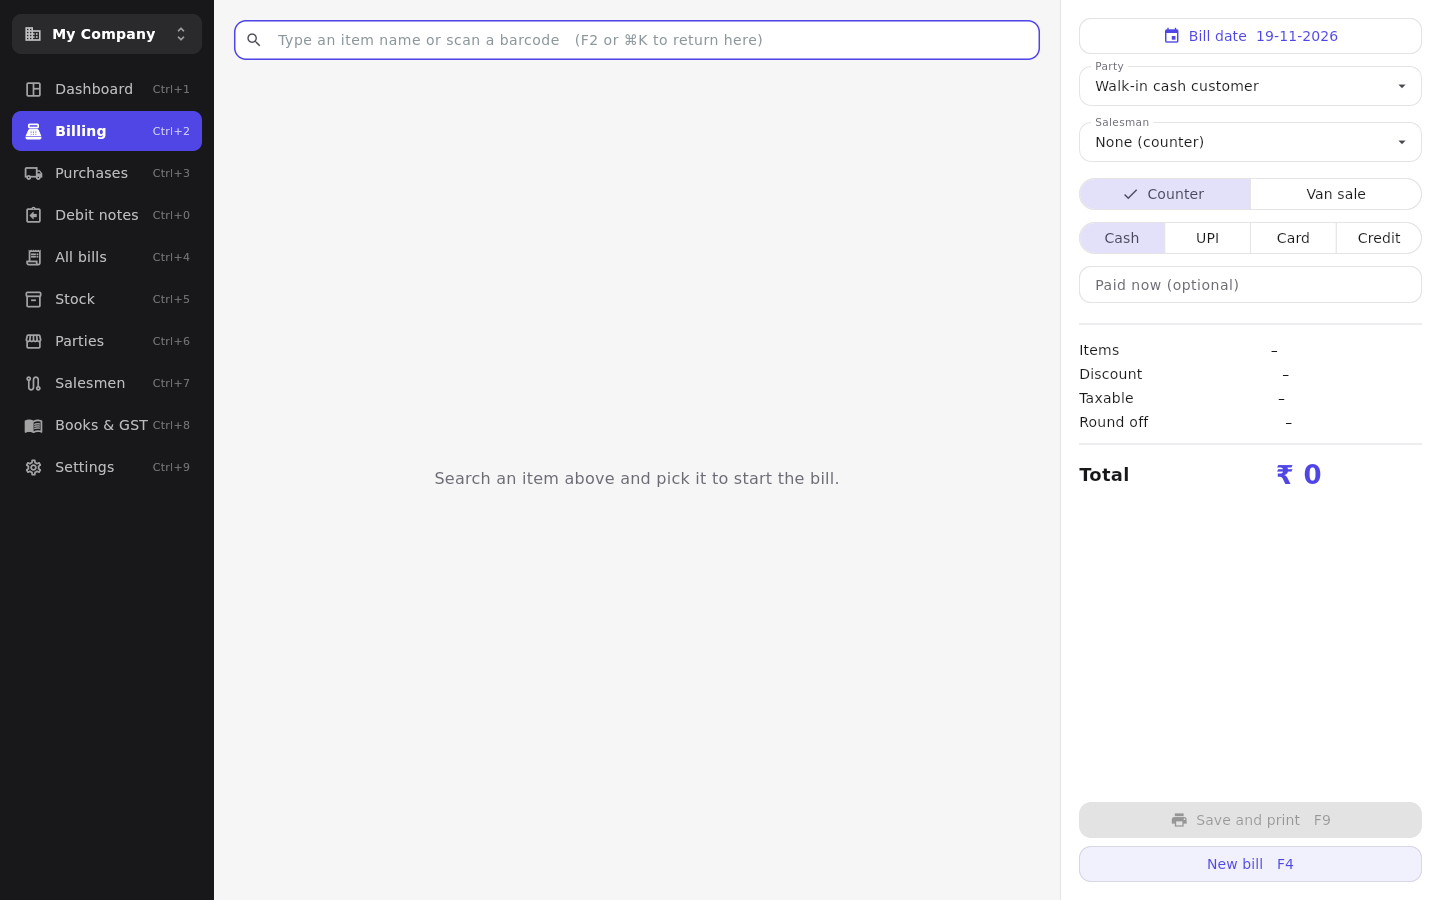 My Company
Dashboard Ctrl+1
Billing Ctrl+2
Purchases Ctrl+3
Debit notes Ctrl+0
All bills Ctrl+4
Stock Ctrl+5
Parties Ctrl+6
Salesmen Ctrl+7
Books & GST Ctrl+8
Settings Ctrl+9
Type an item name or scan a barcode (F2 or ⌘K to return here)
Search an item above and pick it to start the bill.
Bill date 19-11-2026
Party
Walk-in cash customer
Salesman
None (counter)
Counter Van sale
Cash UPI Card Credit
Paid now (optional)
Items –
Discount –
Taxable –
Round off –
Total ₹ 0
Save and print F9
New bill F4